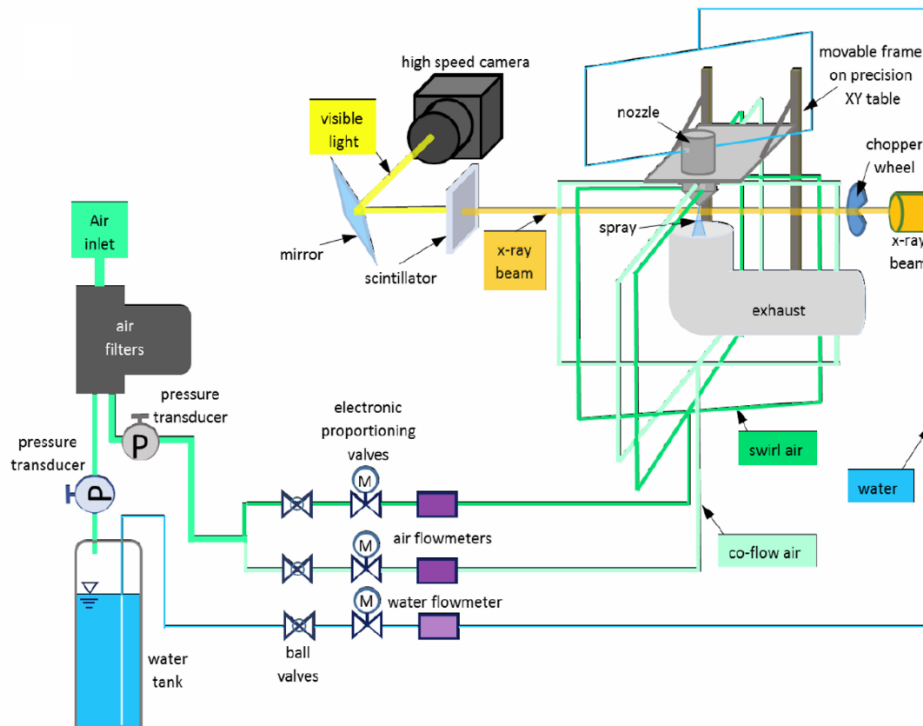 high speed camera
movable frame
on precision
XY table
visible
light
nozzle
chopper
wheel
Air
inlet
mirror
scintillator
x-ray
beam
spray
x-ray
beam
air
filters
exhaust
pressure
transducer
electronic
proportioning
valves
pressure
transducer
P
P
M
swirl air
water
air flowmeters
M
co-flow air
water flowmeter
M
water
tank
ball
valves